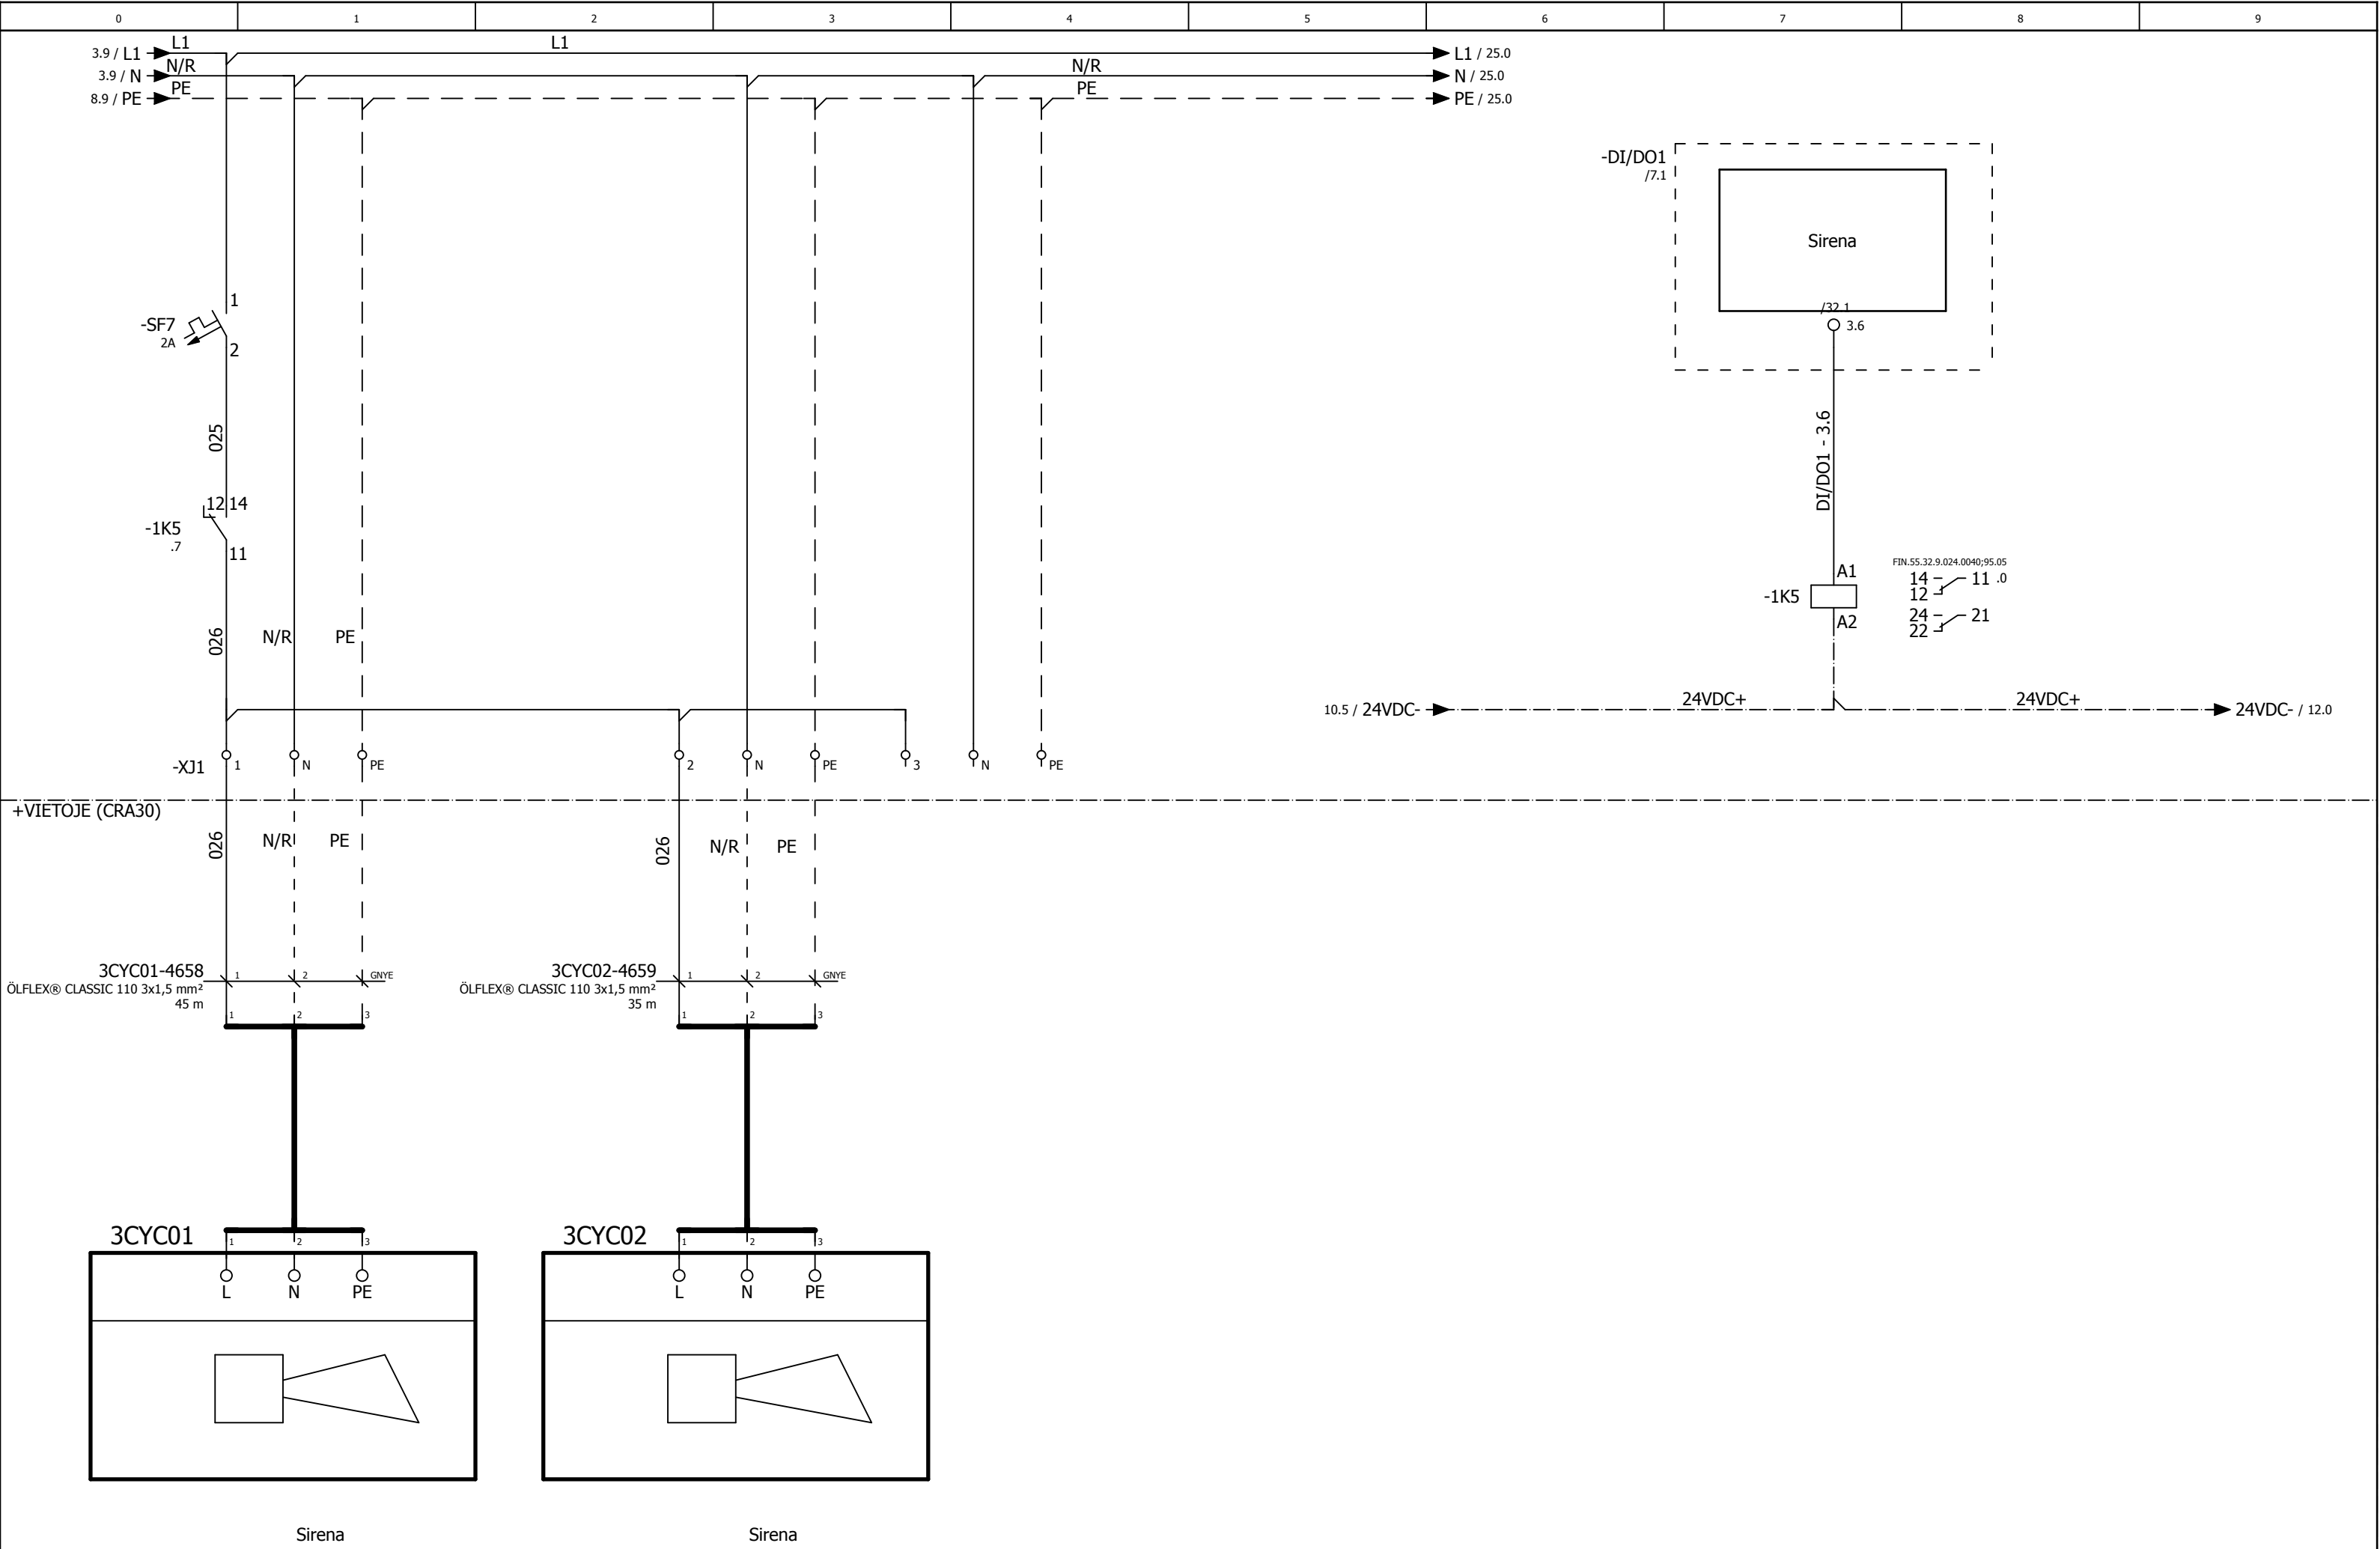 0 1 2 3 4 5 6 7 8 9
L1 L1
3.9 / L1 L1 / 25.0
N/R N/R
3.9 / N N / 25.0
PE PE
8.9 / PE PE / 25.0
-DI/DO1
/7.1
Sirena
/32.1
3.6
1
-SF7
2A
2
025
DI/DO1 - 3.6
12 14
-1K5
.7
11
FIN.55.32.9.024.0040;95.05
A1
14 11 .0
12
-1K5
24 21
A2
22
026 N/R PE
24VDC+ 24VDC+
10.5 / 24VDC- 24VDC- / 12.0
-XJ1 1 N PE 2 N PE 3 N PE
+VIETOJE (CRA30)
026 N/R PE 026 N/R PE
3CYC01-4658 1 2 GNYE
ÖLFLEX® CLASSIC 110 3x1,5 mm²
45 m
1 2 3
3CYC02-4659 1 2 GNYE
ÖLFLEX® CLASSIC 110 3x1,5 mm²
35 m
1 2 3
3CYC01 1 2 3
L N PE
3CYC02 1 2 3
L N PE
Sirena Sirena